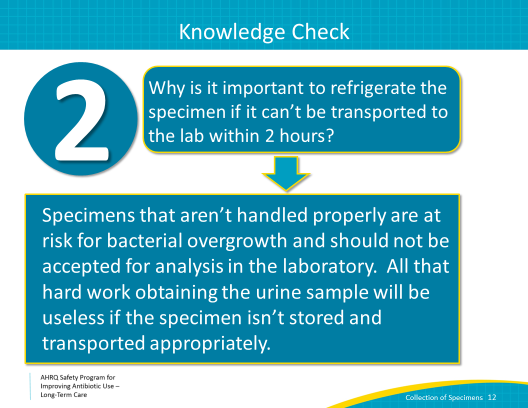 Knowledge Check
2
Why is it important to refrigerate the
specimen if it can't be transported to
the lab within 2 hours?
Specimens that aren't handled properly are at
risk for bacterial overgrowth and should not be
accepted for analysis in the laboratory.  All that
hard work obtaining the urine sample will be
useless if the specimen isn't stored and
transported appropriately.
AHRQ Safety Program for
Improving Antibiotic Use –
Long-Term Care
Collection of Specimens 12